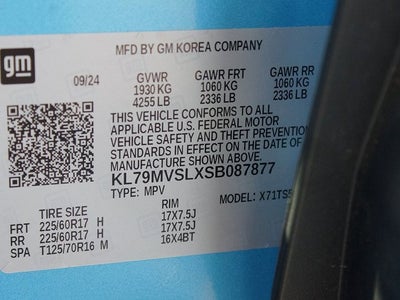 gm
MFD BY GM KOREA COMPANY
09/24 GVWR GAWR FRT GAWR RR
1930 KG 1060 KG 1060 KG
4255 LB 2336 LB 2336 LB
THIS VEHICLE CONFORMS TO ALL
APPLICABLE U.S. FEDERAL MOTOR
VEHICLE SAFETY AND THEFT PREVENTION
STANDARDS IN EFFECT ON THE DATE OF
MANUFACTURE SHOWN ABOVE.
KL79MVSLXSB087877
TYPE: MPV MODEL: X71TS5
TIRE SIZE RIM
FRT 225/60R17 H 17X7.5J
RR 225/60R17 H 17X7.5J
SPA T125/70R16 M 16X4BT